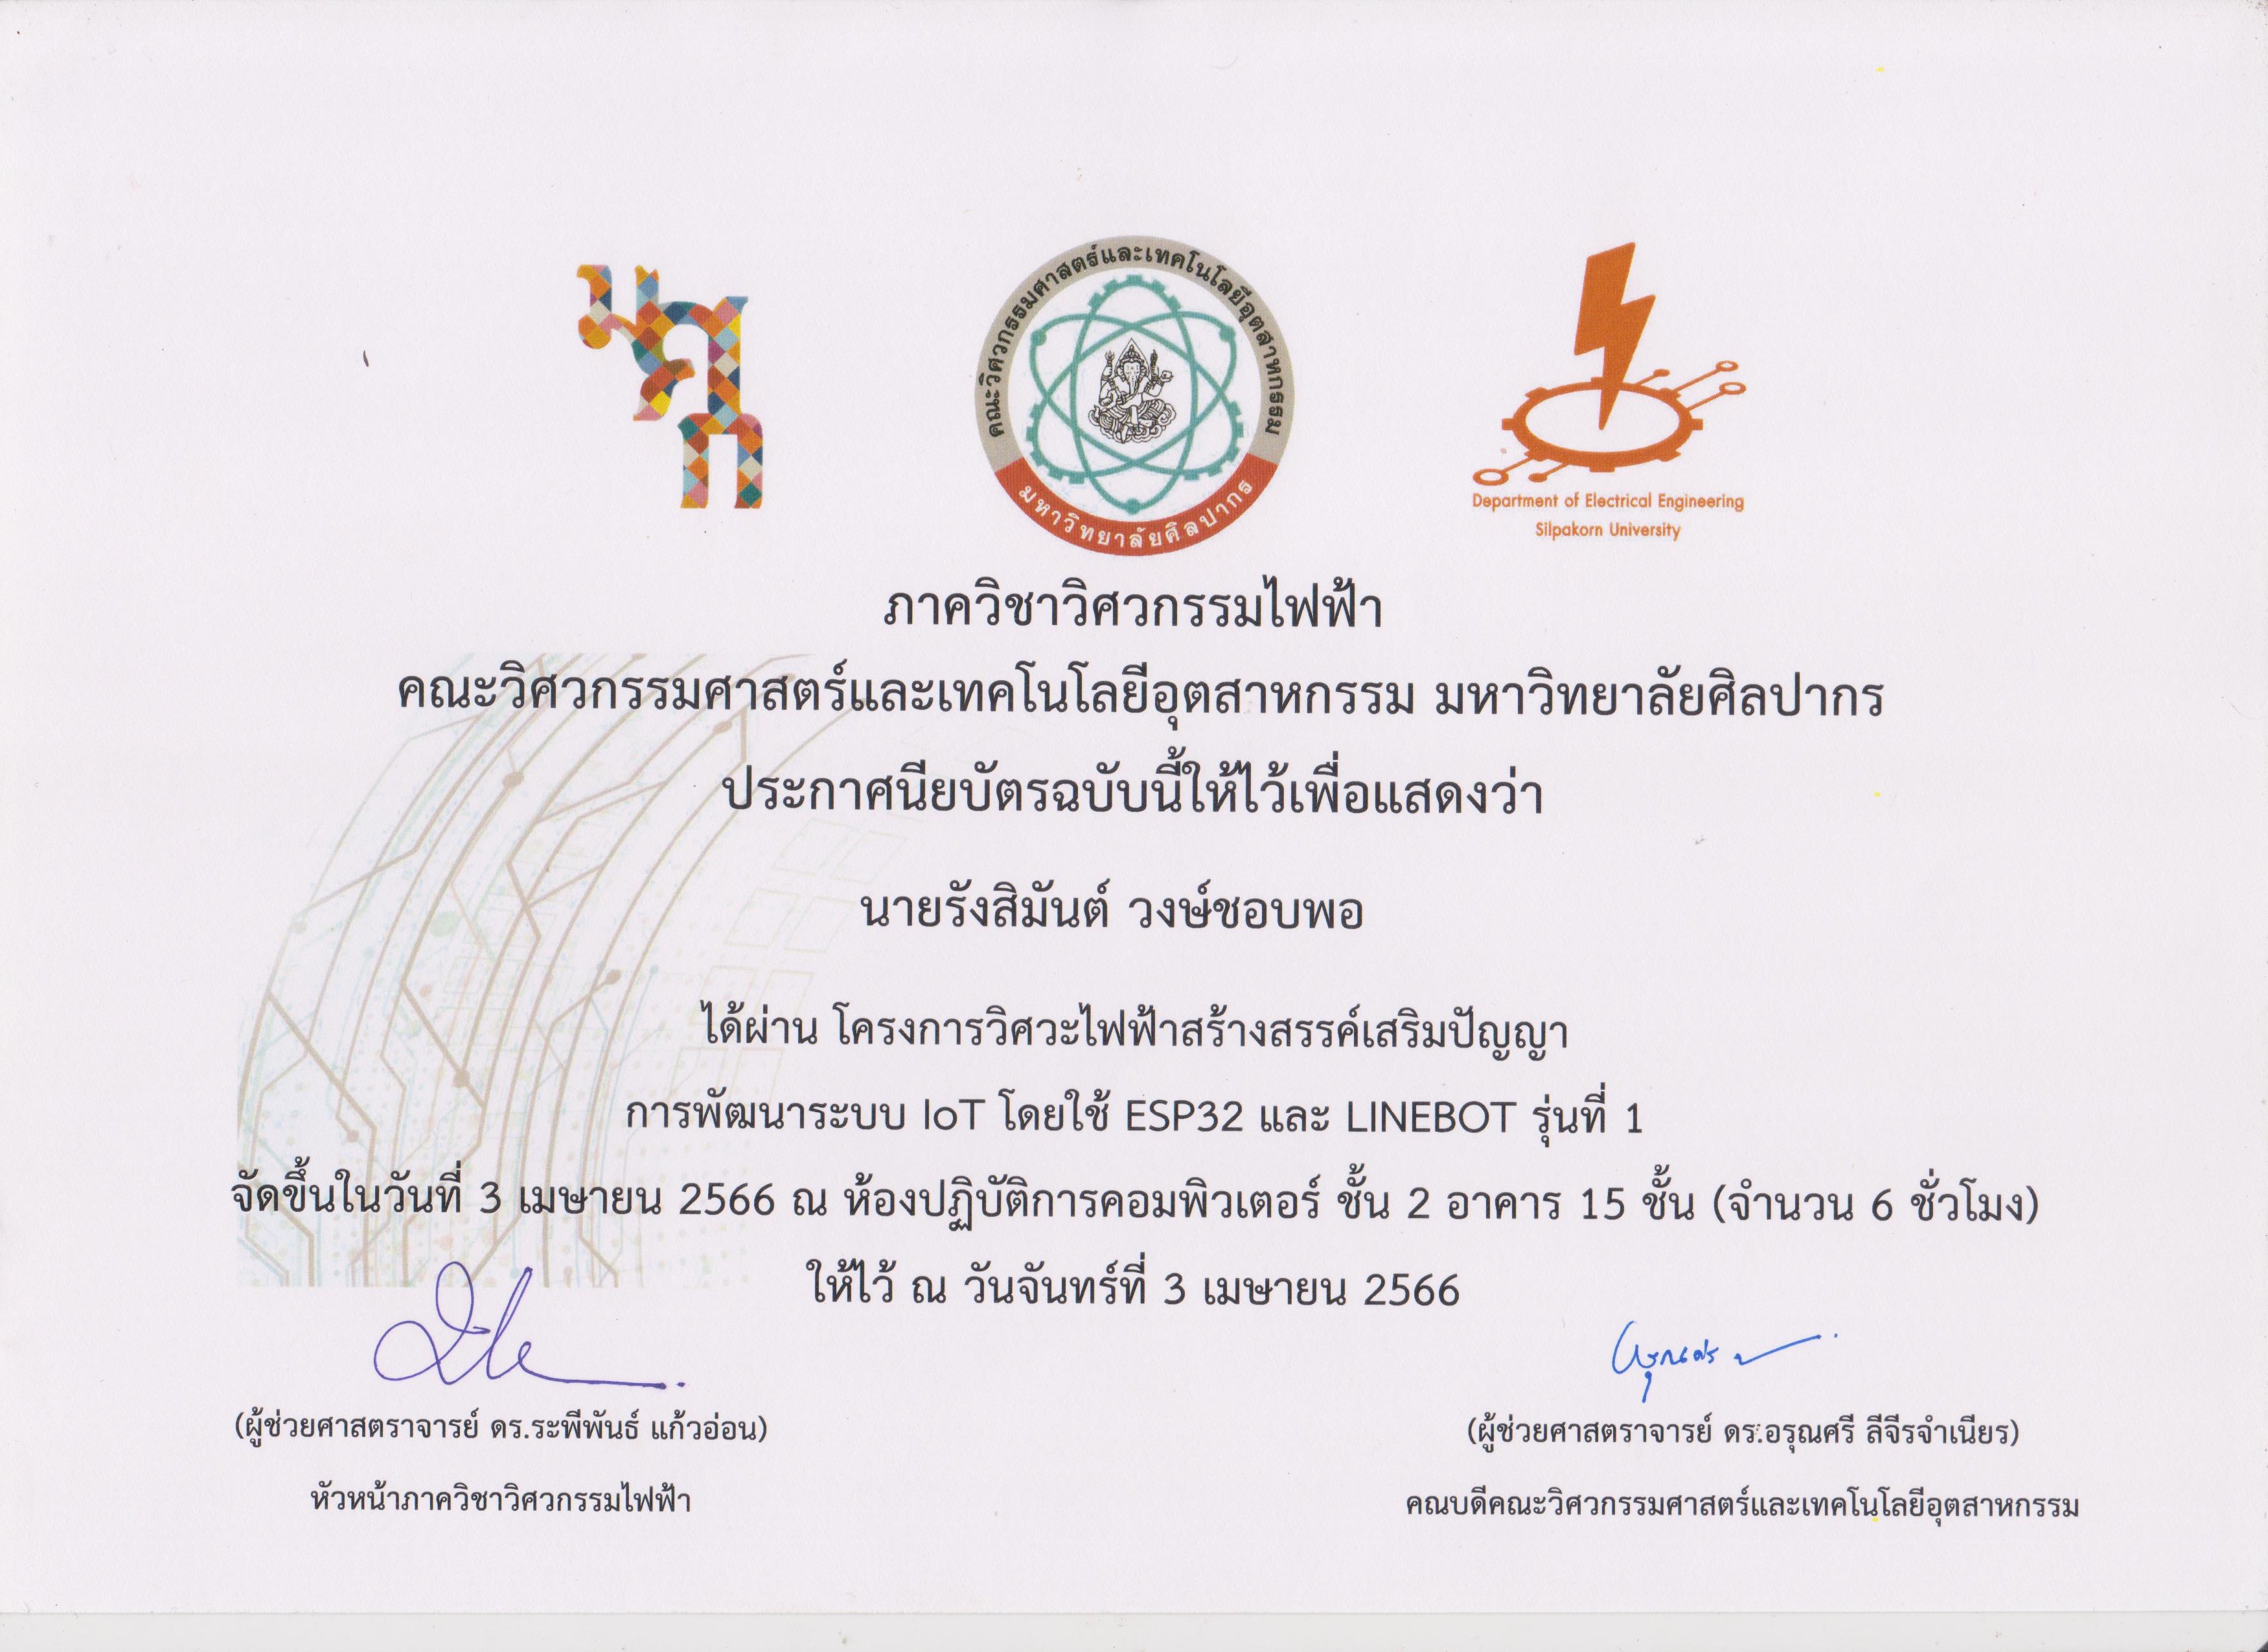 คณะวิศวกรรมศาสตร์และเทคโนโลยีอุตสาหกรรม
มหาวิทยาลัยศิลปากร
Department of Electrical Engineering
Silpakorn University
ภาควิชาวิศวกรรมไฟฟ้า
คณะวิศวกรรมศาสตร์และเทคโนโลยีอุตสาหกรรม มหาวิทยาลัยศิลปากร
ประกาศนียบัตรฉบับนี้ให้ไว้เพื่อแสดงว่า
นายรังสิมันต์ วงษ์ชอบพอ
ได้ผ่าน โครงการวิศวะไฟฟ้าสร้างสรรค์เสริมปัญญา
การพัฒนาระบบ IoT โดยใช้ ESP32 และ LINEBOT รุ่นที่ 1
จัดขึ้นในวันที่ 3 เมษายน 2566 ณ ห้องปฏิบัติการคอมพิวเตอร์ ชั้น 2 อาคาร 15 ชั้น (จำนวน 6 ชั่วโมง)
ให้ไว้ ณ วันจันทร์ที่ 3 เมษายน 2566
(ผู้ช่วยศาสตราจารย์ ดร.ระพีพันธ์ แก้วอ่อน)
หัวหน้าภาควิชาวิศวกรรมไฟฟ้า
(ผู้ช่วยศาสตราจารย์ ดร.อรุณศรี ลีจีรจำเนียร)
คณบดีคณะวิศวกรรมศาสตร์และเทคโนโลยีอุตสาหกรรม